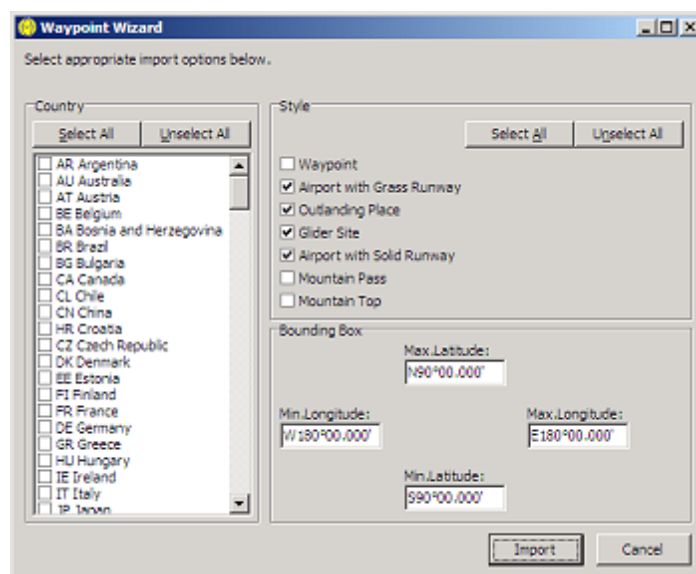 Waypoint Wizard
Select appropriate import options below.
Country
Select All Unselect All
AR Argentina
AU Australia
AT Austria
BE Belgium
BA Bosnia and Herzegovina
BR Brazil
BG Bulgaria
CA Canada
CL Chile
CN China
HR Croatia
CZ Czech Republic
DK Denmark
EE Estonia
FI Finland
FR France
DE Germany
GR Greece
HU Hungary
IE Ireland
IT Italy
JP Japan
Style
Select All Unselect All
Waypoint
Airport with Grass Runway
Outlanding Place
Glider Site
Airport with Solid Runway
Mountain Pass
Mountain Top
Bounding Box
Max.Latitude:
N90°00.000'
Min.Longitude: Max.Longitude:
W180°00.000' E180°00.000'
Min.Latitude:
S90°00.000'
Import Cancel